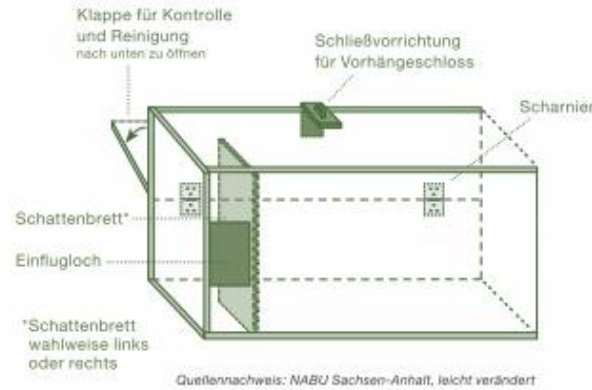 Klappe für Kontrolle
und Reinigung
nach unten zu öffnen
Schließvorrichtung
für Vorhängeschloss
Scharnier
Schattenbrett*
Einflugloch
*Schattenbrett
wahlweise links
oder rechts
Quellennachweis: NABU Sachsen-Anhalt, leicht verändert